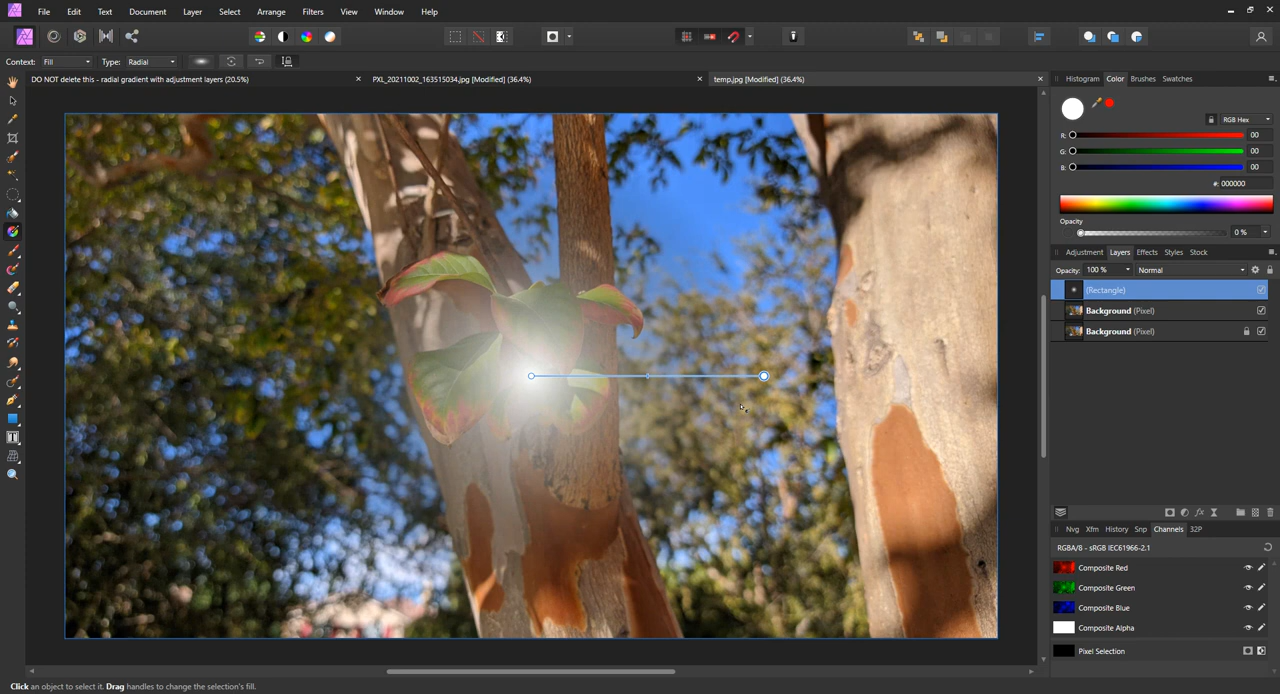 File Edit Text Document Layer Select Arrange Filters View Window Help
Context: Fill Type: Radial
DO NOT delete this - radial gradient with adjustment layers (20.5%)
PXL_20211002_163515034.jpg [Modified] (36.4%)
temp.jpg [Modified] (36.4%)
Histogram Color Brushes Swatches
RGB Hex
R: 00
G: 00
B: 00
#: 000000
Opacity
0 %
Adjustment Layers Effects Styles Stock
Opacity: 100 % Normal
(Rectangle)
Background (Pixel)
Background (Pixel)
Nvg Xfm History Snp Channels 32P
RGBA/8 - sRGB IEC61966-2.1
Composite Red
Composite Green
Composite Blue
Composite Alpha
Pixel Selection
Click an object to select it. Drag handles to change the selection's fill.